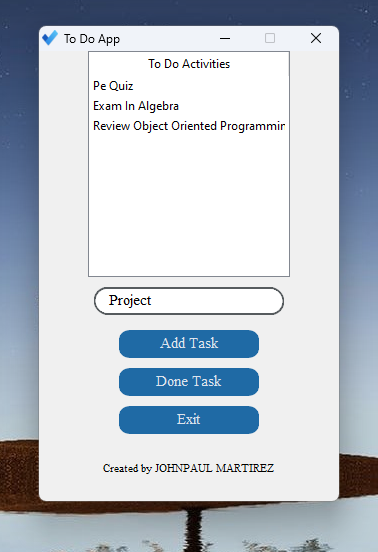 To Do App
To Do Activities
Pe Quiz
Exam In Algebra
Review Object Oriented Programmin
Project
Add Task
Done Task
Exit
Created by JOHNPAUL MARTIREZ